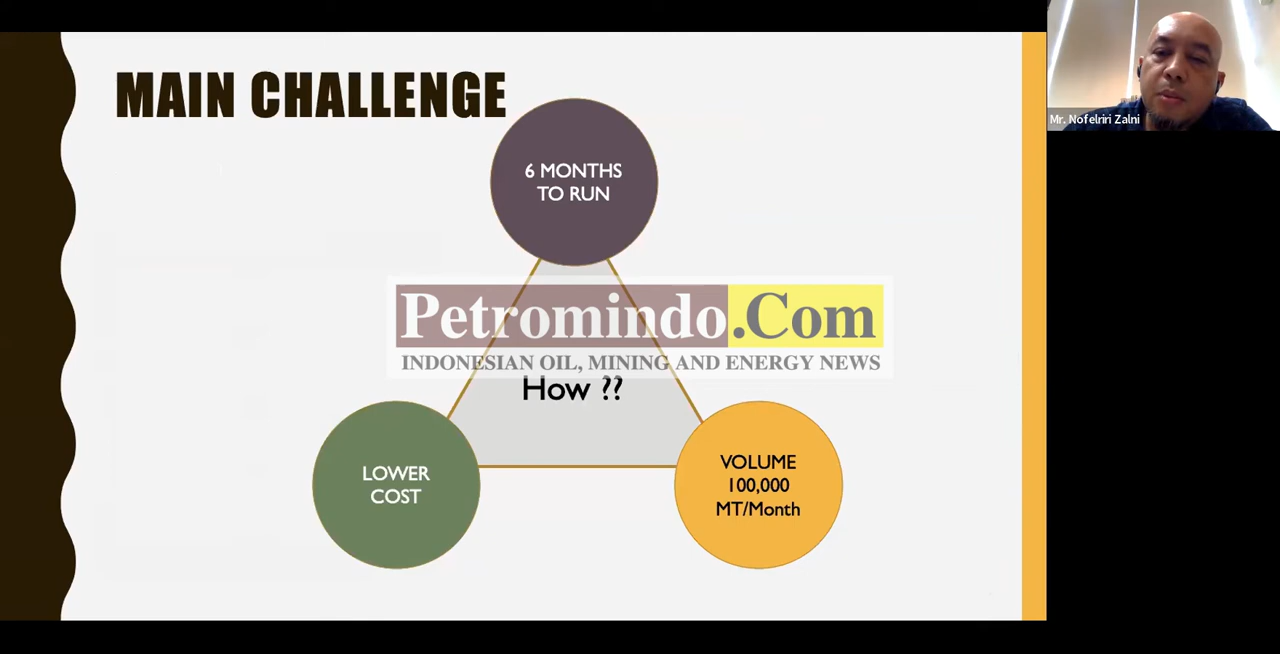 MAIN CHALLENGE
6 MONTHS
TO RUN
Petromindo.Com
INDONESIAN OIL, MINING AND ENERGY NEWS
How ??
LOWER
COST
VOLUME
100,000
MT/Month
Mr. Nofelriri Zalni